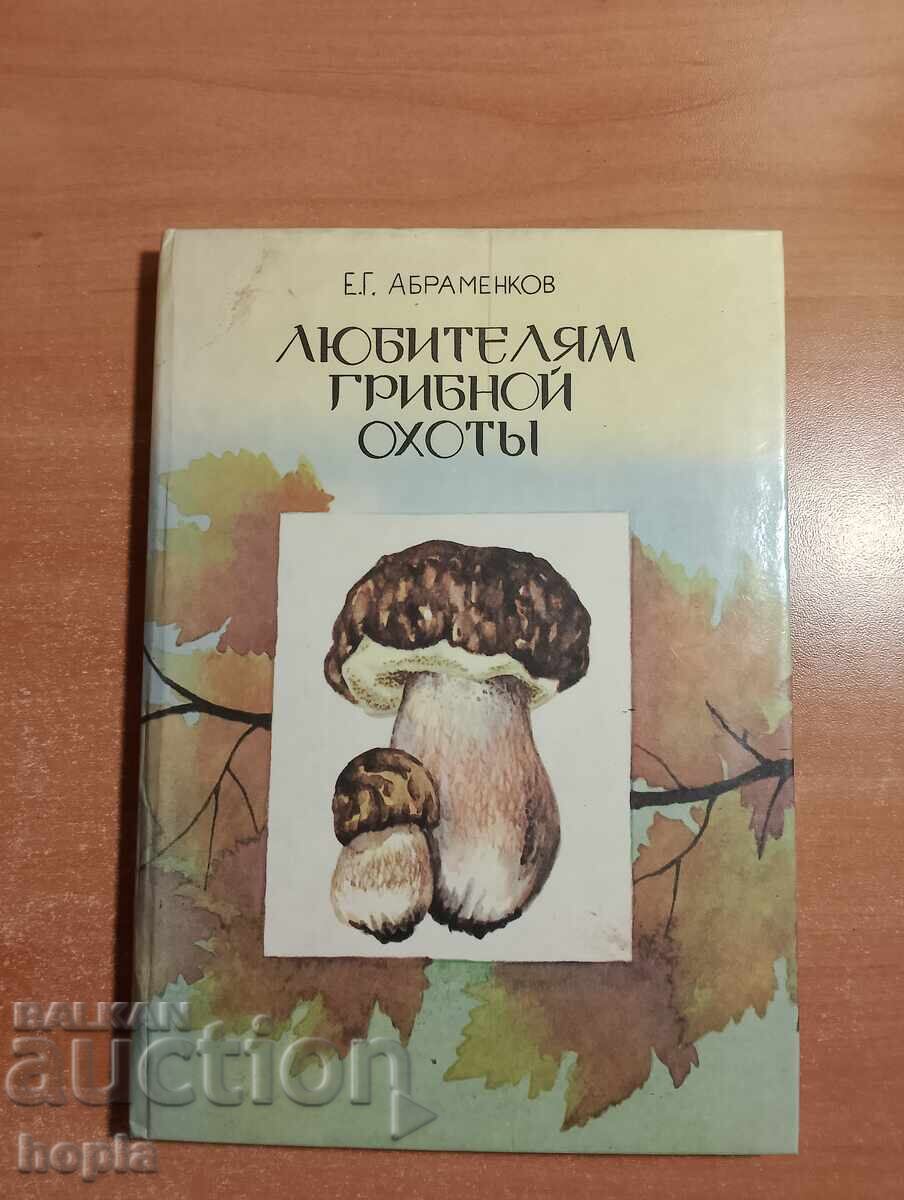 Е.Г. АБРАМЕНКОВ
ЛЮБИТЕЛЯМ
ГРИБНОЙ
ОХОТЫ
BALKAN
auction
hopla